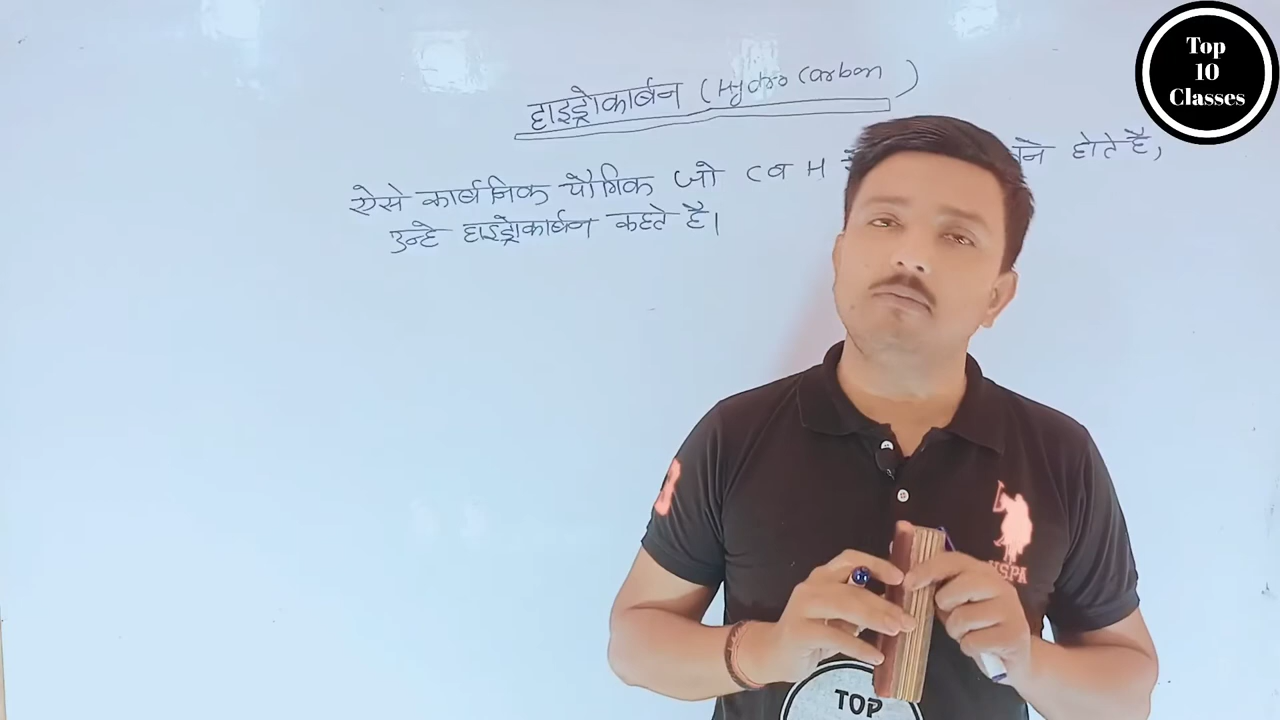 हाइड्रोकार्बन (Hydro Carbon)
ऐसे कार्बनिक यौगिक जो C व H बने होते है,
उन्हे हाइड्रोकार्बन कहते है।
Top
10
Classes
USPA
TOP